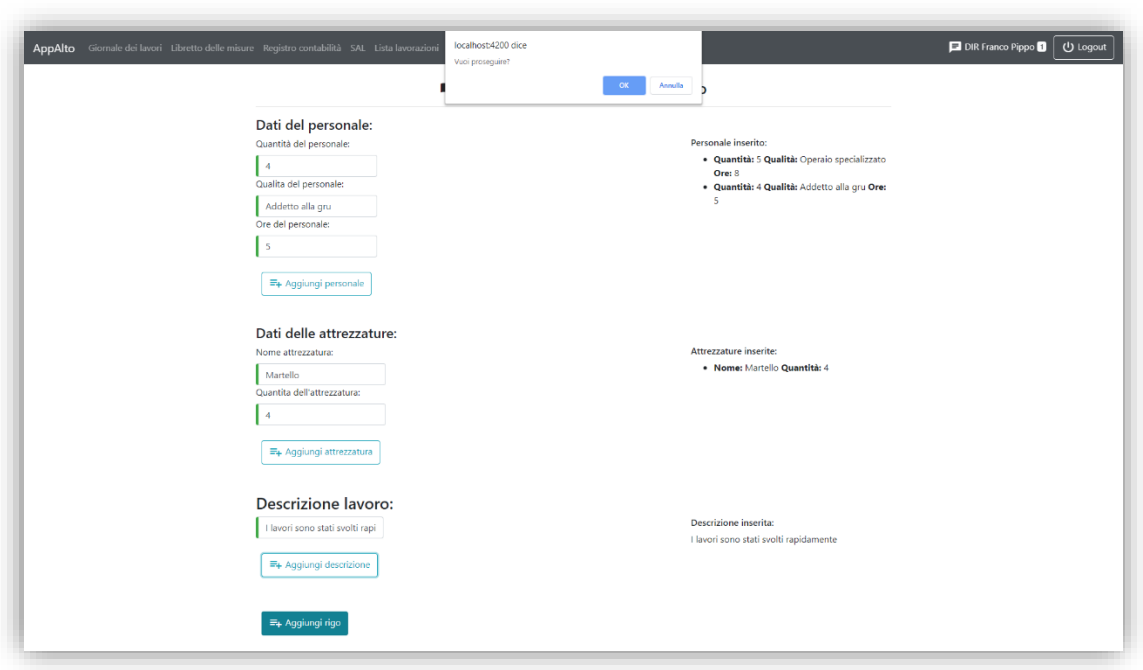 AppAlto Giornale dei lavori Libretto delle misure Registro contabilità SAL Lista lavorazioni
DIR Franco Pippo 1 Logout
localhost:4200 dice
Vuoi proseguire?
OK Annulla
Dati del personale:
Quantità del personale:
4
Qualita del personale:
Addetto alla gru
Ore del personale:
5
Aggiungi personale
Personale inserito:
• Quantità: 5 Qualità: Operaio specializzato
Ore: 8
• Quantità: 4 Qualità: Addetto alla gru Ore:
5
Dati delle attrezzature:
Nome attrezzatura:
Martello
Quantita dell'attrezzatura:
4
Aggiungi attrezzatura
Attrezzature inserite:
• Nome: Martello Quantità: 4
Descrizione lavoro:
I lavori sono stati svolti rapi
Aggiungi descrizione
Descrizione inserita:
I lavori sono stati svolti rapidamente
Aggiungi rigo